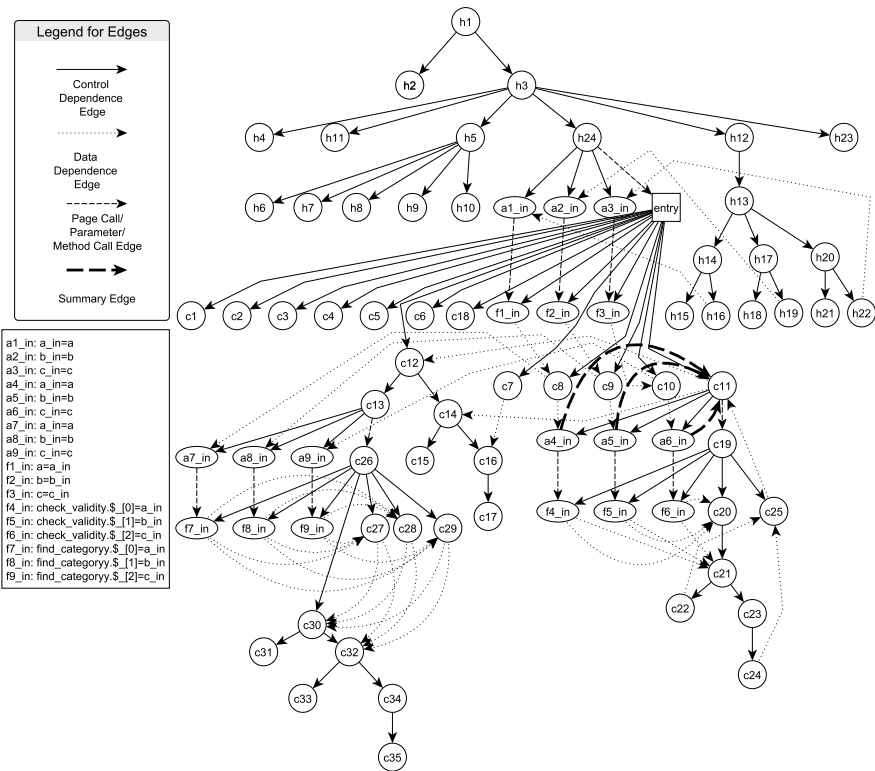 Legend for Edges
Control
Dependence
Edge
Data
Dependence
Edge
Page Call/
Parameter/
Method Call Edge
Summary Edge
a1_in: a_in=a
a2_in: b_in=b
a3_in: c_in=c
a4_in: a_in=a
a5_in: b_in=b
a6_in: c_in=c
a7_in: a_in=a
a8_in: b_in=b
a9_in: c_in=c
f1_in: a=a_in
f2_in: b=b_in
f3_in: c=c_in
f4_in: check_validity.$_[0]=a_in
f5_in: check_validity.$_[1]=b_in
f6_in: check_validity.$_[2]=c_in
f7_in: find_categoryy.$_[0]=a_in
f8_in: find_categoryy.$_[1]=b_in
f9_in: find_categoryy.$_[2]=c_in
h1
h2
h3
h4
h11
h5
h24
h12
h23
h6
h7
h8
h9
h10
a1_in
a2_in
a3_in
entry
h13
h14
h17
h20
c1
c2
c3
c4
c5
c6
c18
f1_in
f2_in
f3_in
h15
h16
h18
h19
h21
h22
c12
c7
c8
c9
c10
c11
c13
c14
a4_in
a5_in
a6_in
c19
a7_in
a8_in
a9_in
c26
c15
c16
f4_in
f5_in
f6_in
c20
c25
f7_in
f8_in
f9_in
c27
c28
c29
c17
c21
c22
c23
c30
c31
c32
c24
c33
c34
c35